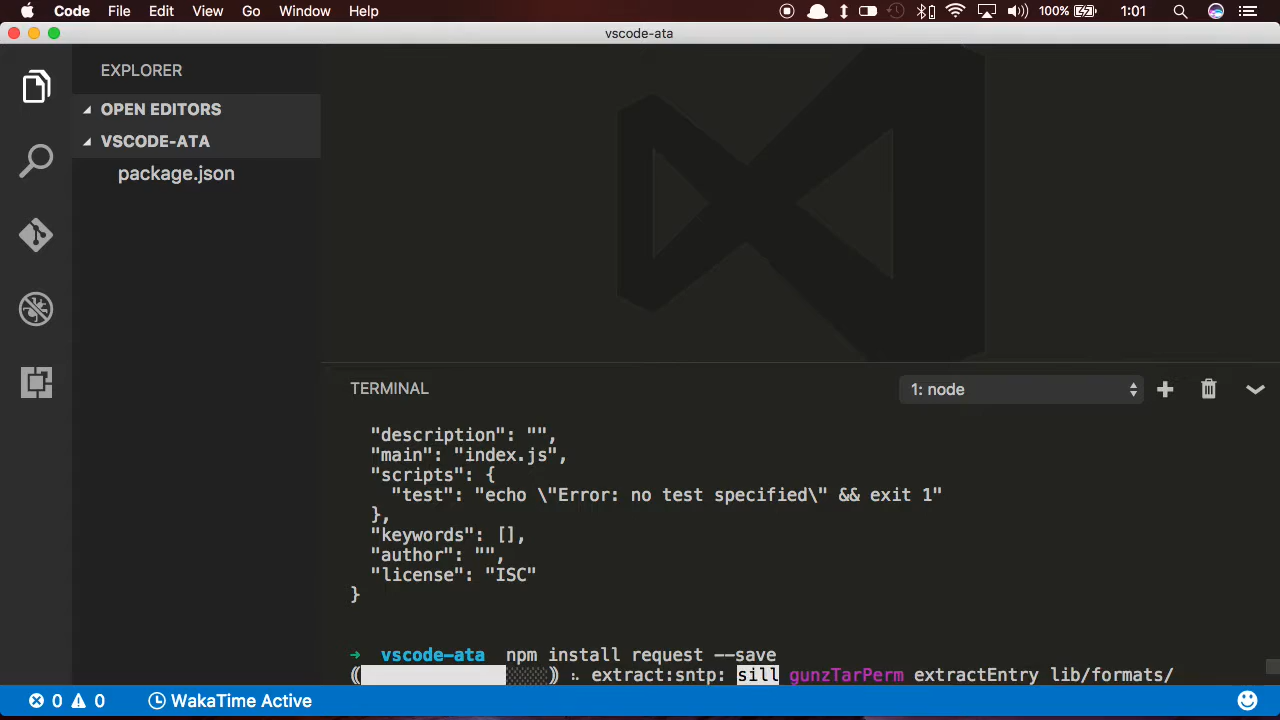 Code File Edit View Go Window Help 100% 1:01
vscode-ata
EXPLORER
OPEN EDITORS
VSCODE-ATA
package.json
TERMINAL
1: node
"description": "",
"main": "index.js",
"scripts": {
"test": "echo \"Error: no test specified\" && exit 1"
},
"keywords": [],
"author": "",
"license": "ISC"
}
➜ vscode-ata npm install request --save
(( ░░░░)) ⠦ extract:sntp: sill gunzTarPerm extractEntry lib/formats/
0 0 WakaTime Active